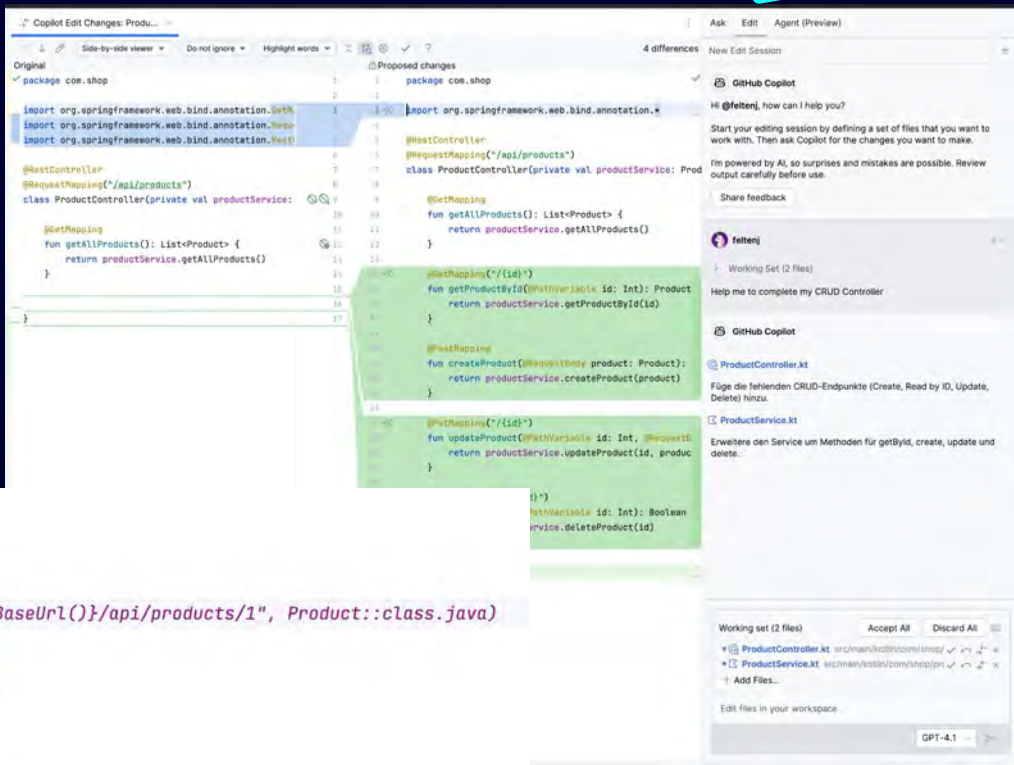 Copilot Edit Changes: Produ...
Side-by-side viewer
Do not ignore
Highlight words
?
4 differences
Original
Proposed changes
package com.shop
import org.springframework.web.bind.annotation.
import org.springframework.web.bind.annotation.
import org.springframework.web.bind.annotation.
@RestController
@RequestMapping("/api/products")
class ProductController(private val productService:
@GetMapping
fun getAllProducts(): List<Product> {
return productService.getAllProducts()
}
}
package com.shop
import org.springframework.web.bind.annotation.*
@RestController
@RequestMapping("/api/products")
class ProductController(private val productService: Prod
@GetMapping
fun getAllProducts(): List<Product> {
return productService.getAllProducts()
}
@GetMapping("/{id}")
fun getProductById(@PathVariable id: Int): Product
return productService.getProductById(id)
}
@PostMapping
fun createProduct(@RequestBody product: Product):
return productService.createProduct(product)
}
@PutMapping("/{id}")
fun updateProduct(@PathVariable id: Int, @RequestB
return productService.updateProduct(id, produc
}
}")
PathVariable id: Int): Boolean
ervice.deleteProduct(id)
BaseUrl()}/api/products/1", Product::class.java)
Ask Edit Agent (Preview)
New Edit Session
GitHub Copilot
Hi @feltenj, how can I help you?
Start your editing session by defining a set of files that you want to
work with. Then ask Copilot for the changes you want to make.
I'm powered by AI, so surprises and mistakes are possible. Review
output carefully before use.
Share feedback
feltenj
Working Set (2 files)
Help me to complete my CRUD Controller
GitHub Copilot
ProductController.kt
Füge die fehlenden CRUD-Endpunkte (Create, Read by ID, Update,
Delete) hinzu.
ProductService.kt
Erweitere den Service um Methoden für getById, create, update und
delete.
Working set (2 files) Accept All Discard All
ProductController.kt src/main/kotlin/com/shop/
ProductService.kt src/main/kotlin/com/shop/pro
+ Add Files...
Edit files in your workspace
GPT-4.1